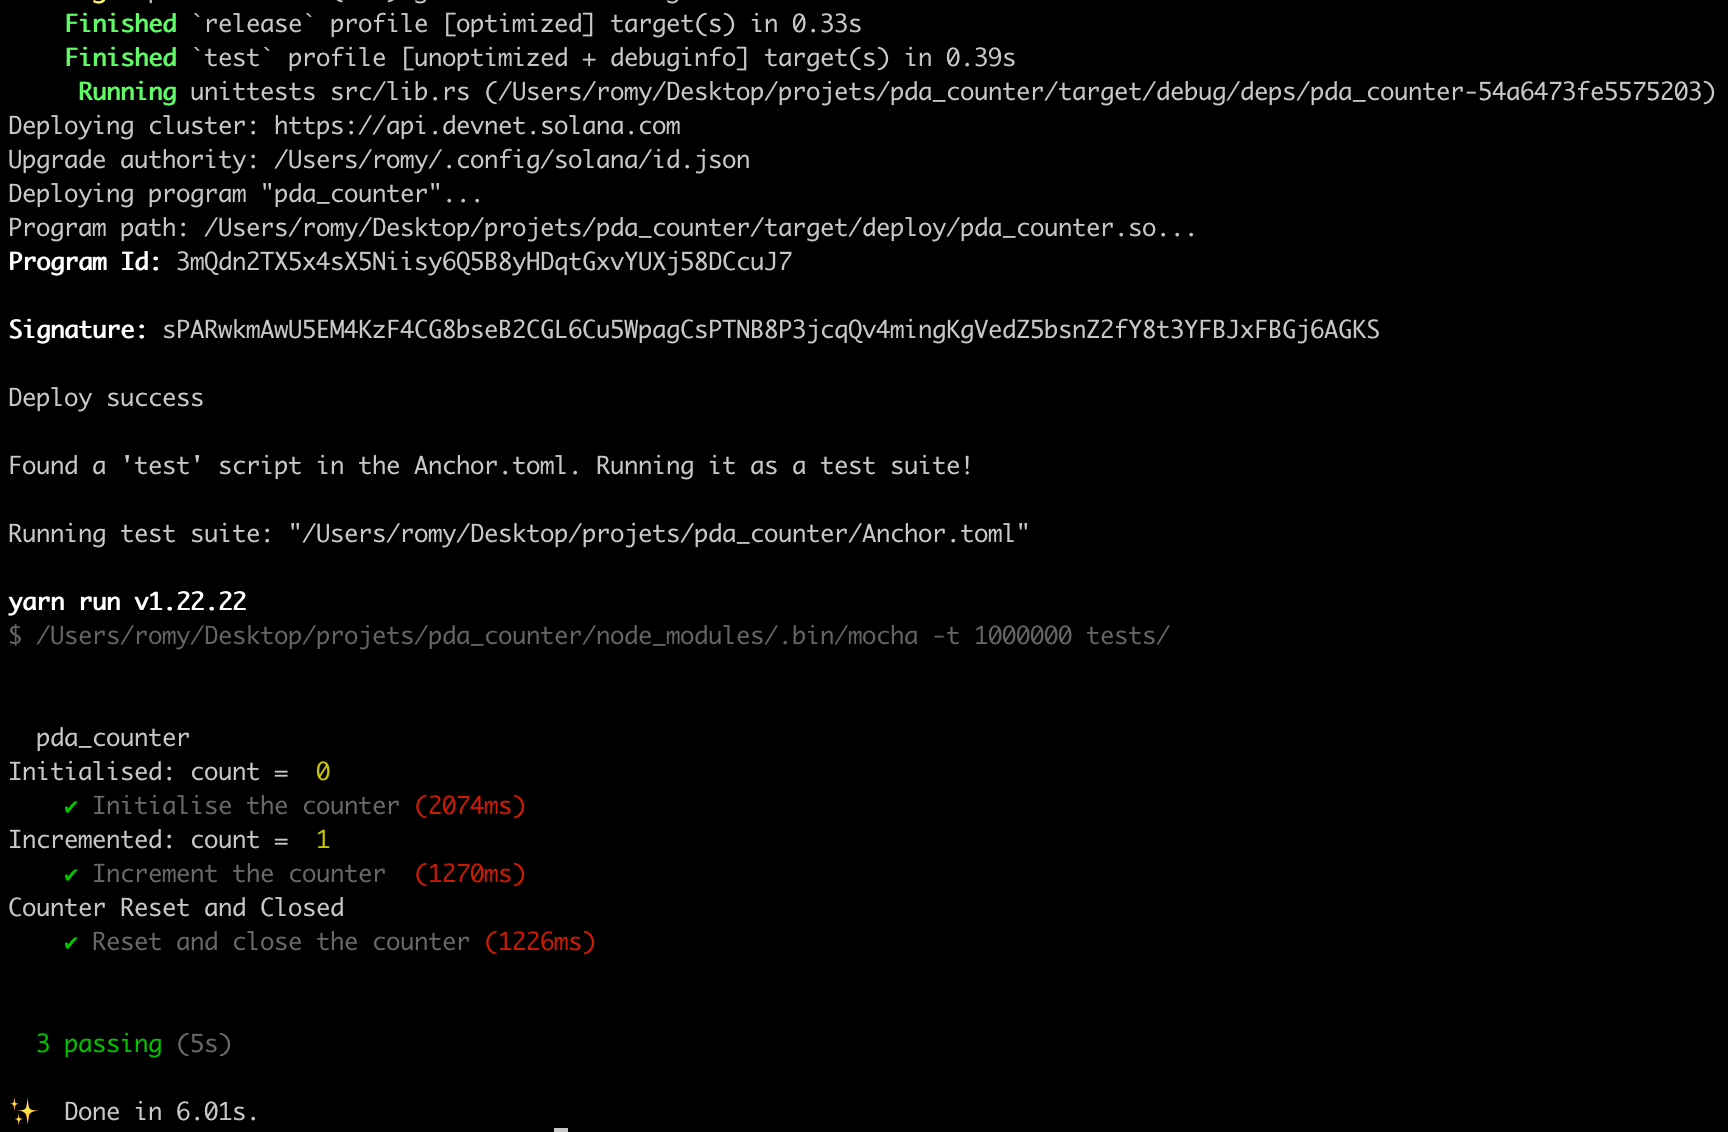 Finished `release` profile [optimized] target(s) in 0.33s
Finished `test` profile [unoptimized + debuginfo] target(s) in 0.39s
Running unittests src/lib.rs (/Users/romy/Desktop/projets/pda_counter/target/debug/deps/pda_counter-54a6473fe5575203)
Deploying cluster: https://api.devnet.solana.com
Upgrade authority: /Users/romy/.config/solana/id.json
Deploying program "pda_counter"...
Program path: /Users/romy/Desktop/projets/pda_counter/target/deploy/pda_counter.so...
Program Id: 3mQdn2TX5x4sX5Niisy6Q5B8yHDqtGxvYUXj58DCcuJ7
Signature: sPARwkmAwU5EM4KzF4CG8bseB2CGL6Cu5WpagCsPTNB8P3jcqQv4mingKgVedZ5bsnZ2fY8t3YFBJxFBGj6AGKS
Deploy success
Found a 'test' script in the Anchor.toml. Running it as a test suite!
Running test suite: "/Users/romy/Desktop/projets/pda_counter/Anchor.toml"
yarn run v1.22.22
$ /Users/romy/Desktop/projets/pda_counter/node_modules/.bin/mocha -t 1000000 tests/
pda_counter
Initialised: count =  0
✔ Initialise the counter (2074ms)
Incremented: count =  1
✔ Increment the counter  (1270ms)
Counter Reset and Closed
✔ Reset and close the counter (1226ms)
3 passing (5s)
✨  Done in 6.01s.